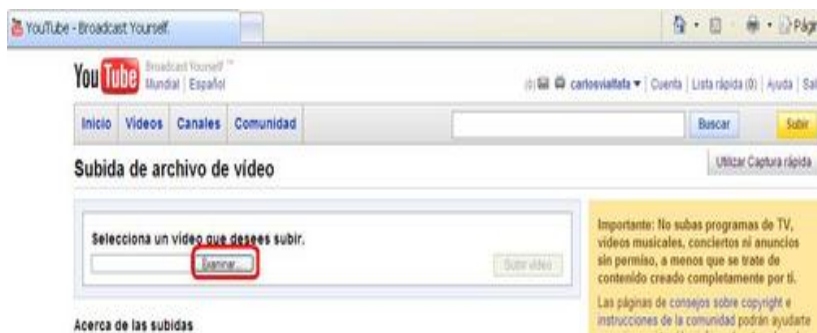 YouTube - Broadcast Yourself.
Págin
YouTube Broadcast Yourself ™
Mundial | Español
(0) carlosvialfafa ▾ | Cuenta | Lista rápida (0) | Ayuda | Sal
Inicio Videos Canales Comunidad
Buscar Subir
Subida de archivo de vídeo
Utilizar Captura rápida
Selecciona un vídeo que desees subir.
Examinar...
Subir vídeo
Importante: No subas programas de TV,
vídeos musicales, conciertos ni anuncios
sin permiso, a menos que se trate de
contenido creado completamente por ti.
Las páginas de consejos sobre copyright e
instrucciones de la comunidad podrán ayudarte
Acerca de las subidas